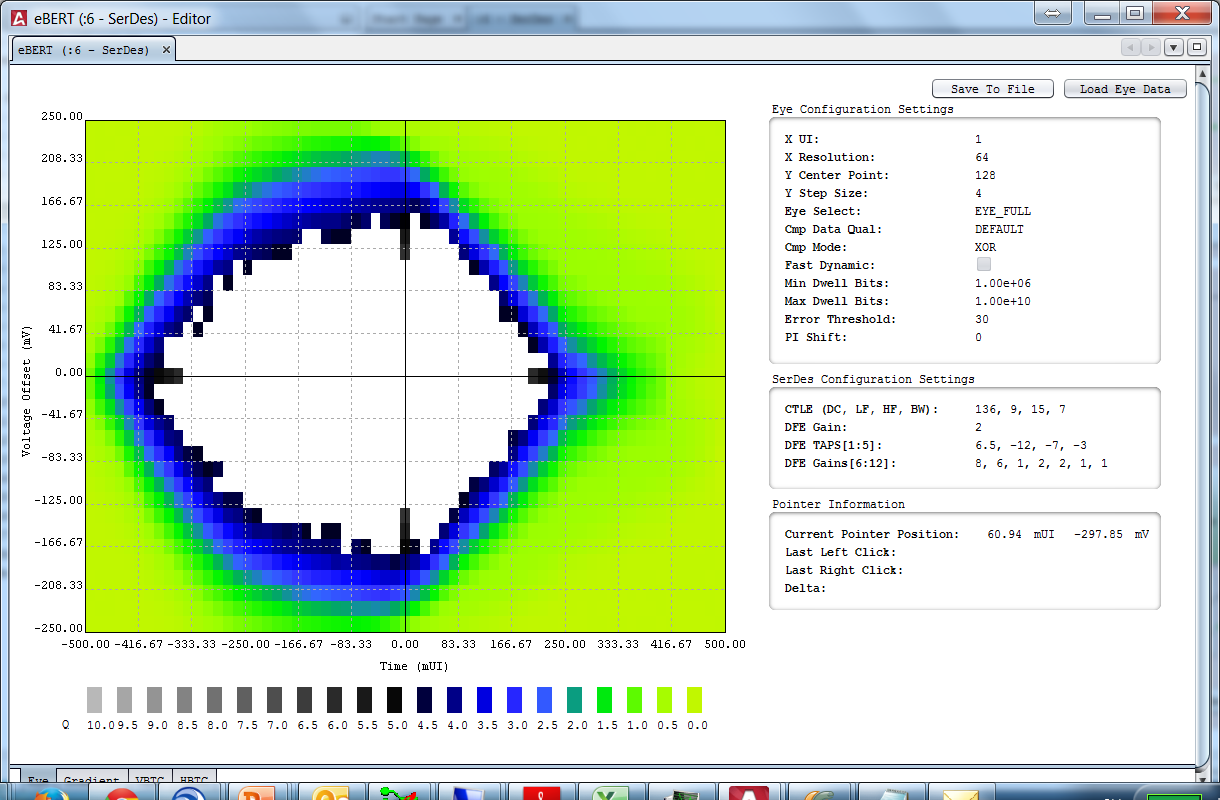 eBERT (:6 - SerDes) - Editor
eBERT (:6 - SerDes)
Save To File Load Eye Data
Eye Configuration Settings
X UI: 1
X Resolution: 64
Y Center Point: 128
Y Step Size: 4
Eye Select: EYE_FULL
Cmp Data Qual: DEFAULT
Cmp Mode: XOR
Fast Dynamic:
Min Dwell Bits: 1.00e+06
Max Dwell Bits: 1.00e+10
Error Threshold: 30
PI Shift: 0
SerDes Configuration Settings
CTLE (DC, LF, HF, BW): 136, 9, 15, 7
DFE Gain: 2
DFE TAPS[1:5]: 6.5, -12, -7, -3
DFE Gains[6:12]: 8, 6, 1, 2, 2, 1, 1
Pointer Information
Current Pointer Position: 60.94 mUI -297.85 mV
Last Left Click:
Last Right Click:
Delta:
250.00
208.33
166.67
125.00
83.33
41.67
0.00
-41.67
-83.33
-125.00
-166.67
-208.33
-250.00
Voltage Offset (mV)
-500.00 -416.67 -333.33 -250.00 -166.67 -83.33 0.00 83.33 166.67 250.00 333.33 416.67 500.00
Time (mUI)
Q 10.0 9.5 9.0 8.5 8.0 7.5 7.0 6.5 6.0 5.5 5.0 4.5 4.0 3.5 3.0 2.5 2.0 1.5 1.0 0.5 0.0
Eye Gradient VBTC HBTC